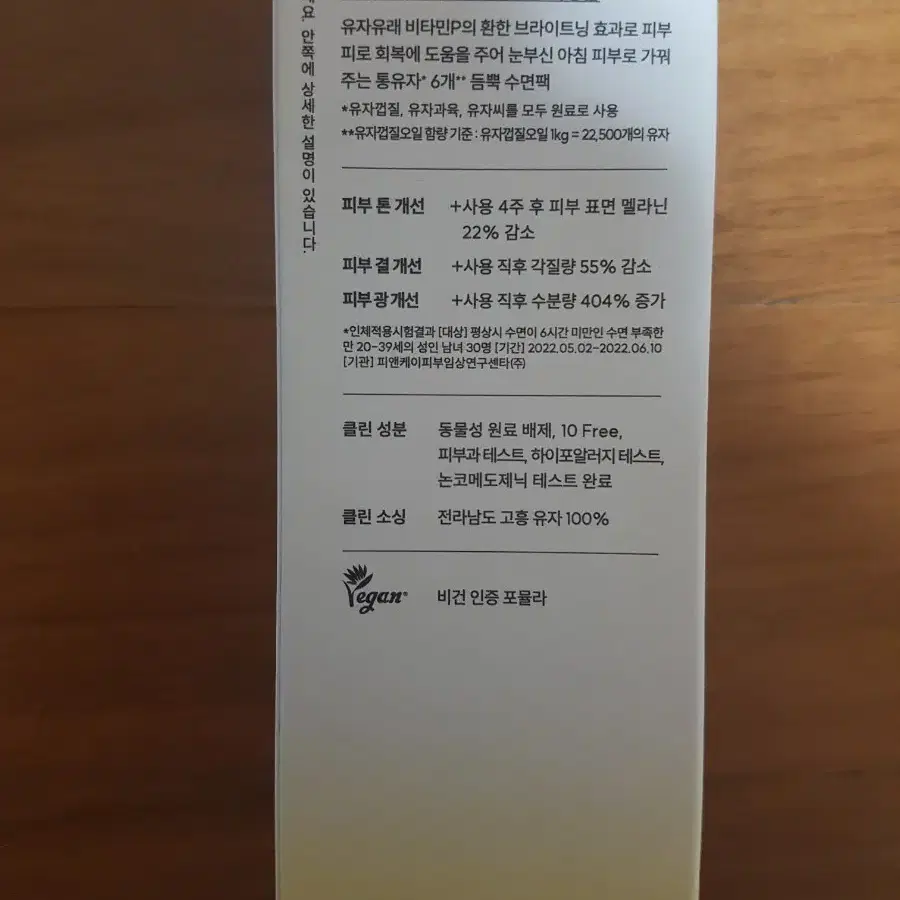 유자유래 비타민P의 환한 브라이트닝 효과로 피부
피로 회복에 도움을 주어 눈부신 아침 피부로 가꿔
주는 통유자* 6개** 듬뿍 수면팩
*유자껍질, 유자과육, 유자씨를 모두 원료로 사용
**유자껍질오일 함량 기준 : 유자껍질오일 1kg = 22,500개의 유자
피부 톤 개선 +사용 4주 후 피부 표면 멜라닌
22% 감소
피부 결 개선 +사용 직후 각질량 55% 감소
피부 광 개선 +사용 직후 수분량 404% 증가
*인체적용시험결과 [대상] 평상시 수면이 6시간 미만인 수면 부족한
만 20-39세의 성인 남녀 30명 [기간] 2022.05.02-2022.06.10
[기관] 피앤케이피부임상연구센타(주)
클린 성분 동물성 원료 배제, 10 Free,
피부과 테스트, 하이포알러지 테스트,
논코메도제닉 테스트 완료
클린 소싱 전라남도 고흥 유자 100%
Vegan® 비건 인증 포뮬라
안쪽에 상세한 설명이 있습니다.